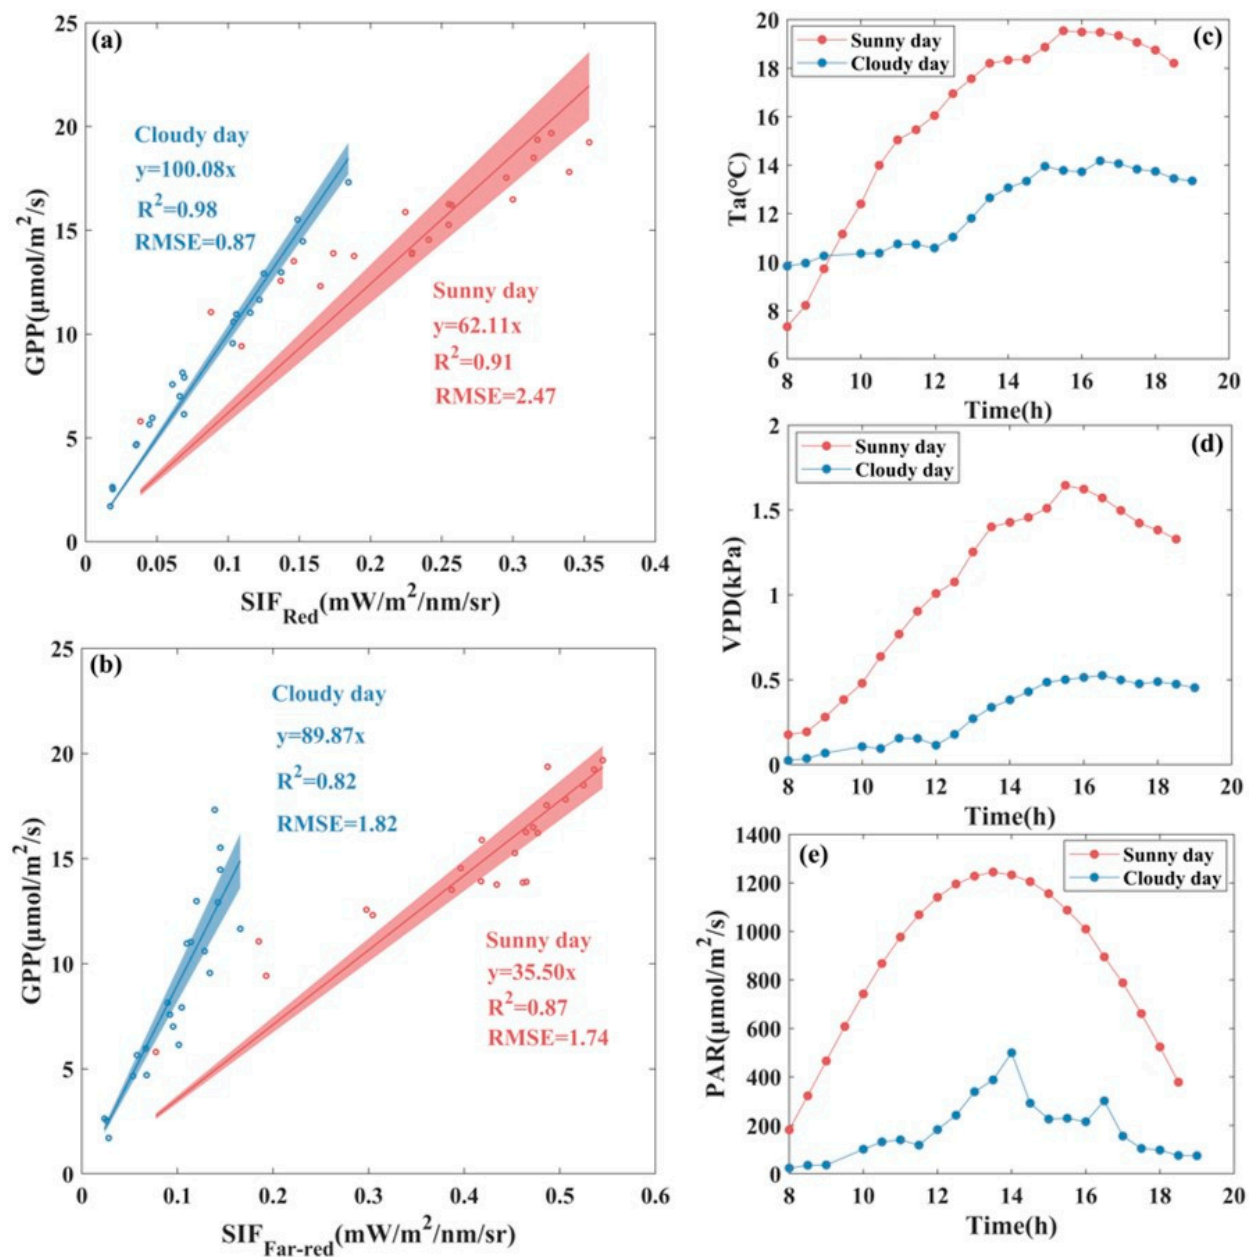 (a)
25
20
15
10
5
0
GPP(μmol/m²/s)
Cloudy day
y=100.08x
R²=0.98
RMSE=0.87
Sunny day
y=62.11x
R²=0.91
RMSE=2.47
0 0.05 0.1 0.15 0.2 0.25 0.3 0.35 0.4
SIF_Red(mW/m²/nm/sr)
(b)
25
20
15
10
5
0
GPP(μmol/m²/s)
Cloudy day
y=89.87x
R²=0.82
RMSE=1.82
Sunny day
y=35.50x
R²=0.87
RMSE=1.74
0 0.1 0.2 0.3 0.4 0.5 0.6
SIF_Far-red(mW/m²/nm/sr)
(c)
Sunny day
Cloudy day
20
18
16
14
12
10
8
6
Ta(℃)
8 10 12 14 16 18 20
Time(h)
(d)
Sunny day
Cloudy day
2
1.5
1
0.5
0
VPD(kPa)
8 10 12 14 16 18 20
Time(h)
(e)
Sunny day
Cloudy day
1400
1200
1000
800
600
400
200
0
PAR(μmol/m²/s)
8 10 12 14 16 18 20
Time(h)